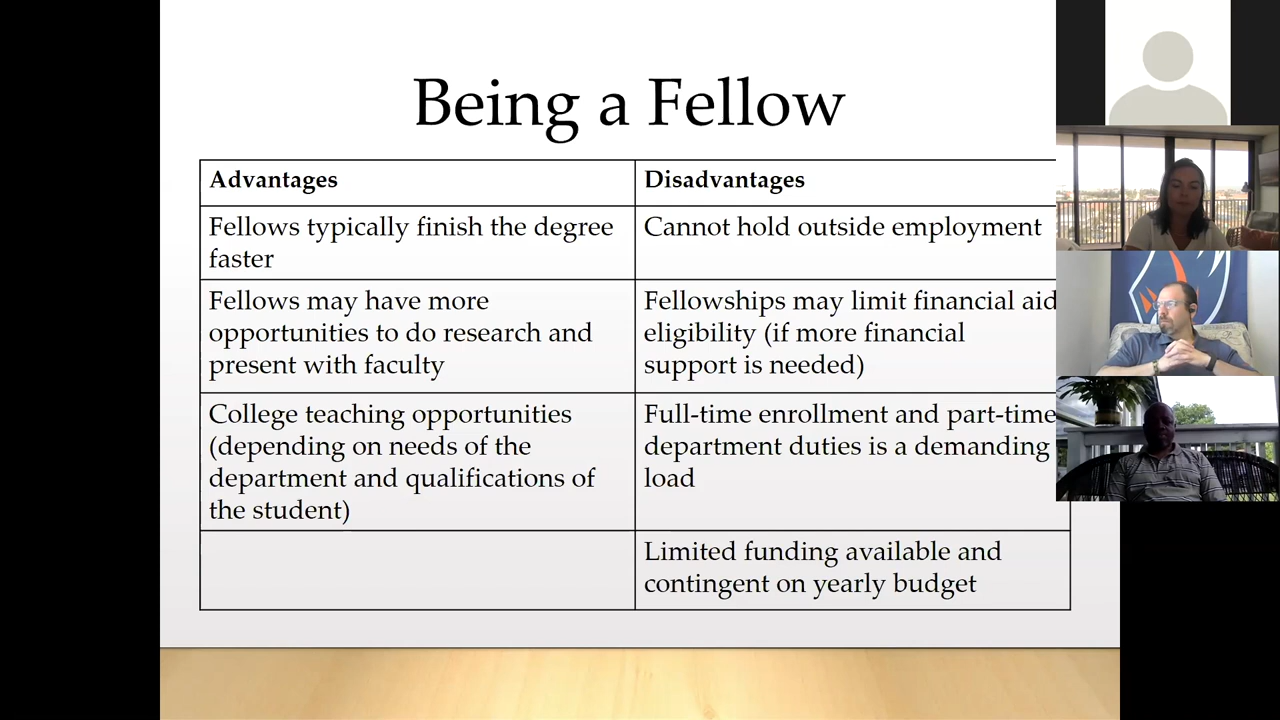 Being a Fellow
Advantages
Disadvantages
Fellows typically finish the degree
faster
Cannot hold outside employment
Fellows may have more
opportunities to do research and
present with faculty
Fellowships may limit financial aid
eligibility (if more financial
support is needed)
College teaching opportunities
(depending on needs of the
department and qualifications of
the student)
Full-time enrollment and part-time
department duties is a demanding
load
Limited funding available and
contingent on yearly budget